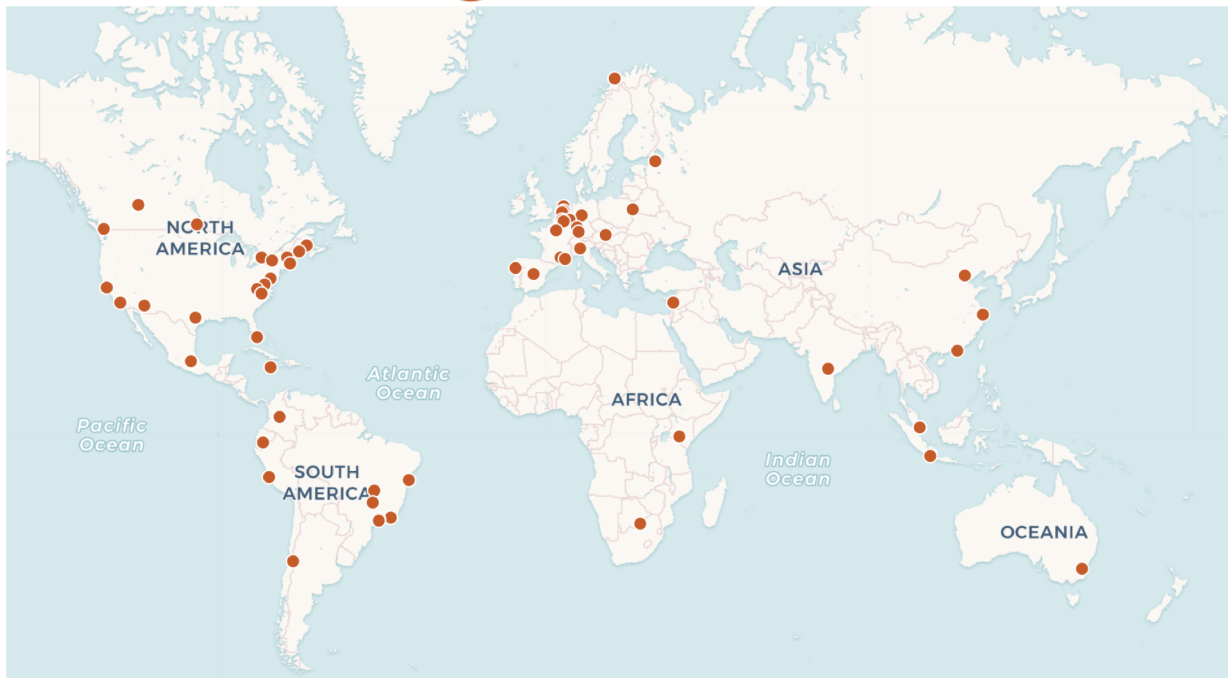 NORTH
AMERICA
ASIA
Atlantic
Ocean
AFRICA
Pacific
Ocean
SOUTH
AMERICA
Indian
Ocean
OCEANIA